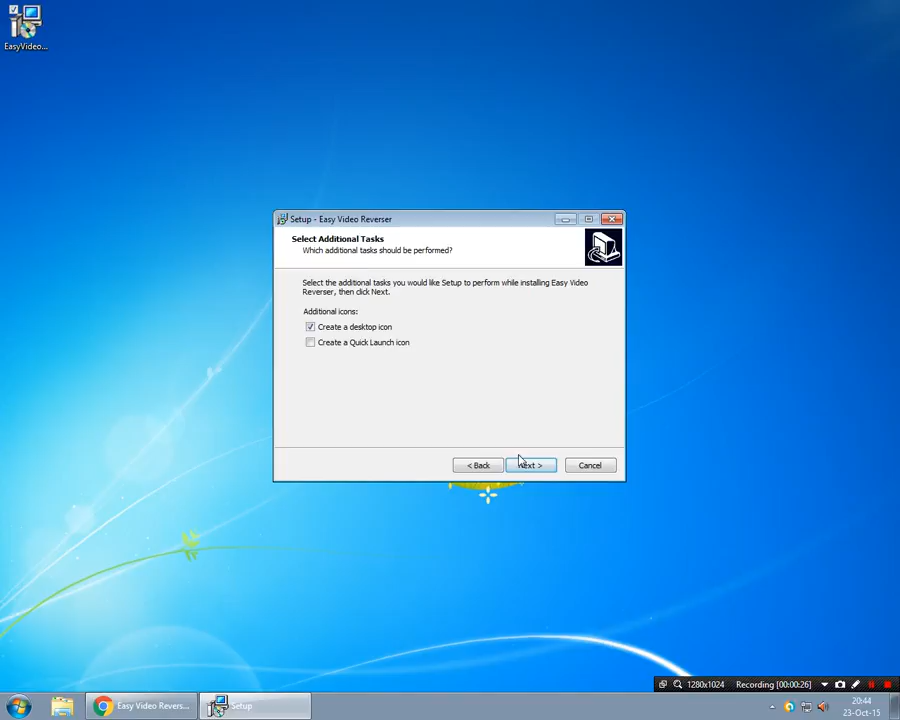 EasyVideo...
Setup - Easy Video Reverser
Select Additional Tasks
Which additional tasks should be performed?
Select the additional tasks you would like Setup to perform while installing Easy Video
Reverser, then click Next.
Additional icons:
Create a desktop icon
Create a Quick Launch icon
< Back
Next >
Cancel
1280x1024
Recording [00:00:26]
Easy Video Revers...
Setup
20:44
23-Oct-15